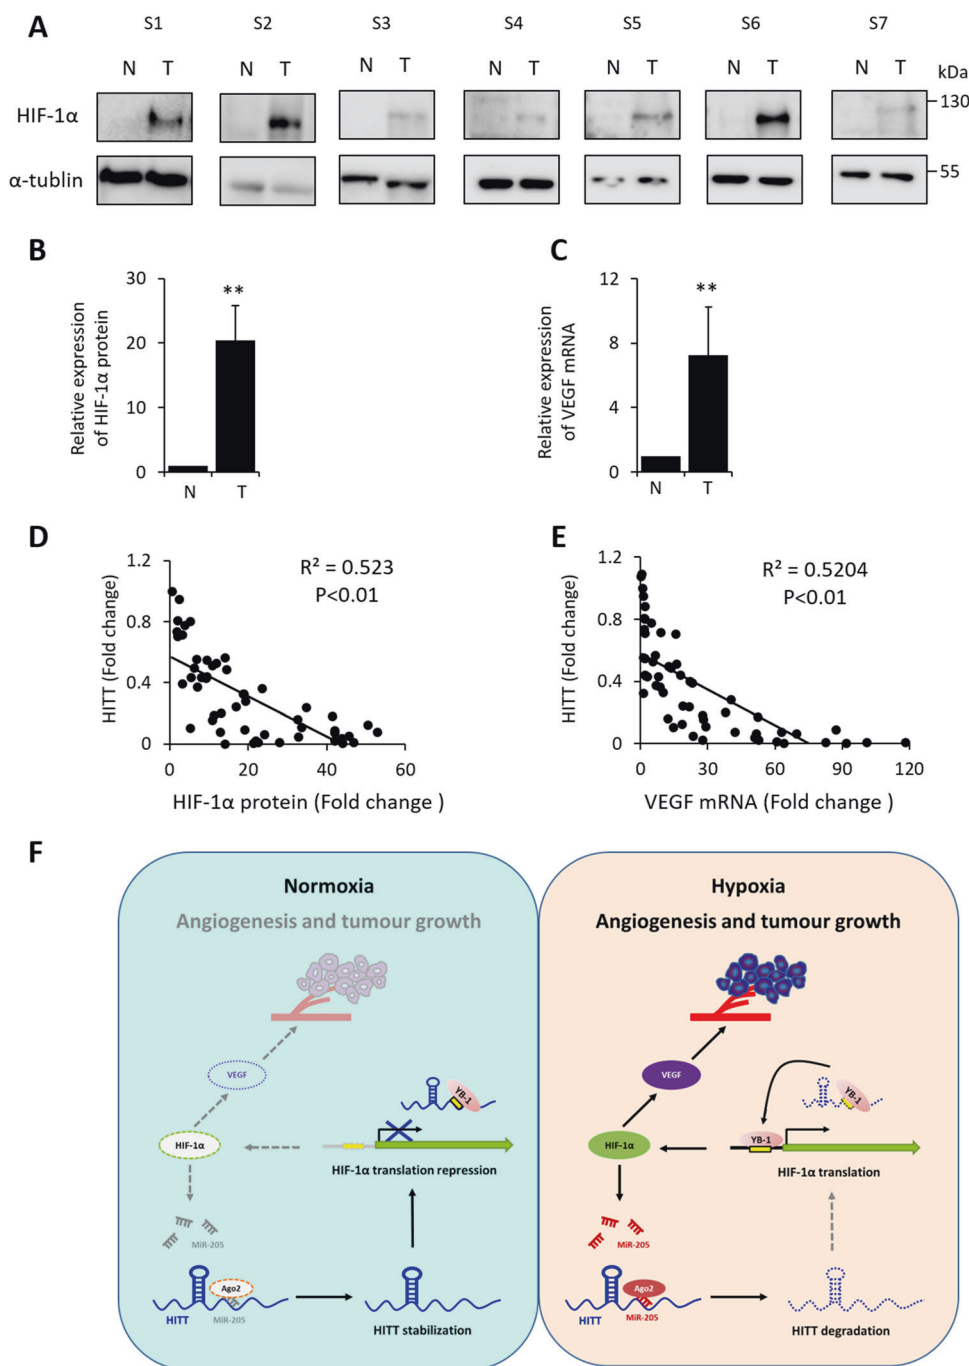 A
S1 S2 S3 S4 S5 S6 S7
N T N T N T N T N T N T N T
kDa
HIF-1α
130
α-tublin
55
B
Relative expression
of HIF-1α protein
30
20
10
0
**
N T
C
Relative expression
of VEGF mRNA
12
8
4
0
**
N T
D
HITT (Fold change)
1.2
0.8
0.4
0
R² = 0.523
P<0.01
0 20 40 60
HIF-1α protein (Fold change )
E
HITT (Fold change)
1.2
0.8
0.4
0
R² = 0.5204
P<0.01
0 30 60 90 120
VEGF mRNA (Fold change )
F
Normoxia
Angiogenesis and tumour growth
VEGF
YB-1
HIF-1α
HIF-1α translation repression
MiR-205
Ago2
HITT
MiR-205
HITT stabilization
Hypoxia
Angiogenesis and tumour growth
VEGF
YB-1
YB-1
HIF-1α
HIF-1α translation
MiR-205
Ago2
HITT
MiR-205
HITT degradation